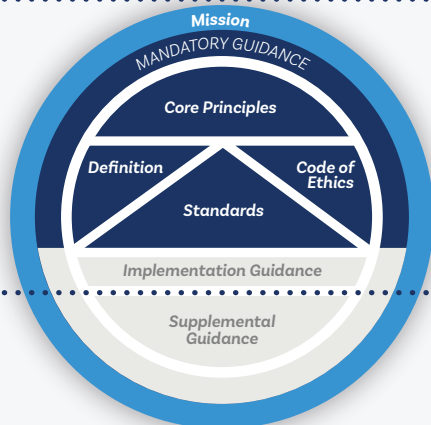 Mission
MANDATORY GUIDANCE
Core Principles
Definition
Code of
Ethics
Standards
Implementation Guidance
Supplemental
Guidance